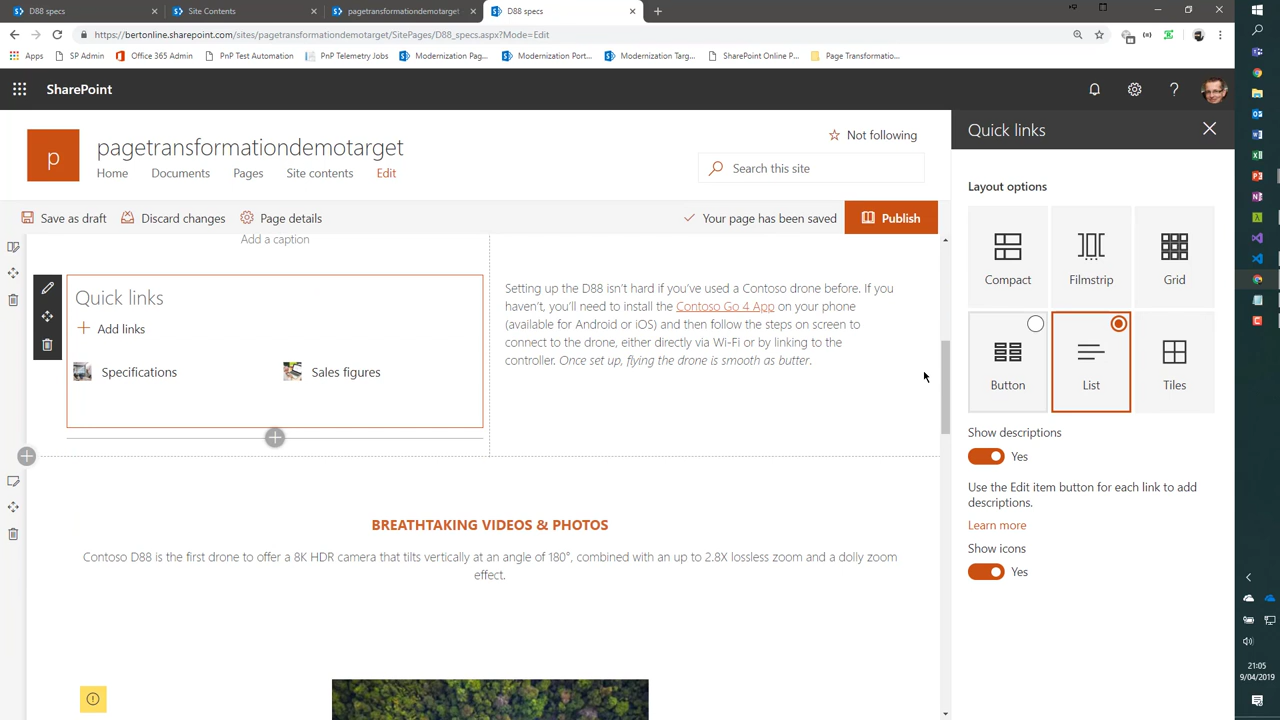 D88 specs
Site Contents
pagetransformationdemotarget
D88 specs
https://bertonline.sharepoint.com/sites/pagetransformationdemotarget/SitePages/D88_specs.aspx?Mode=Edit
Apps
SP Admin
Office 365 Admin
PnP Test Automation
PnP Telemetry Jobs
Modernization Pag...
Modernization Port...
Modernization Targ...
SharePoint Online P...
Page Transformatio...
SharePoint
?
p
pagetransformationdemotarget
Home
Documents
Pages
Site contents
Edit
Not following
Search this site
Save as draft
Discard changes
Page details
Your page has been saved
Publish
Add a caption
Quick links
Add links
Specifications
Sales figures
Setting up the D88 isn't hard if you've used a Contoso drone before. If you
haven't, you'll need to install the Contoso Go 4 App on your phone
(available for Android or iOS) and then follow the steps on screen to
connect to the drone, either directly via Wi-Fi or by linking to the
controller. Once set up, flying the drone is smooth as butter.
BREATHTAKING VIDEOS & PHOTOS
Contoso D88 is the first drone to offer a 8K HDR camera that tilts vertically at an angle of 180°, combined with an up to 2.8X lossless zoom and a dolly zoom
effect.
Quick links
Layout options
Compact
Filmstrip
Grid
Button
List
Tiles
Show descriptions
Yes
Use the Edit item button for each link to add
descriptions.
Learn more
Show icons
Yes
21:05
9/04/2019